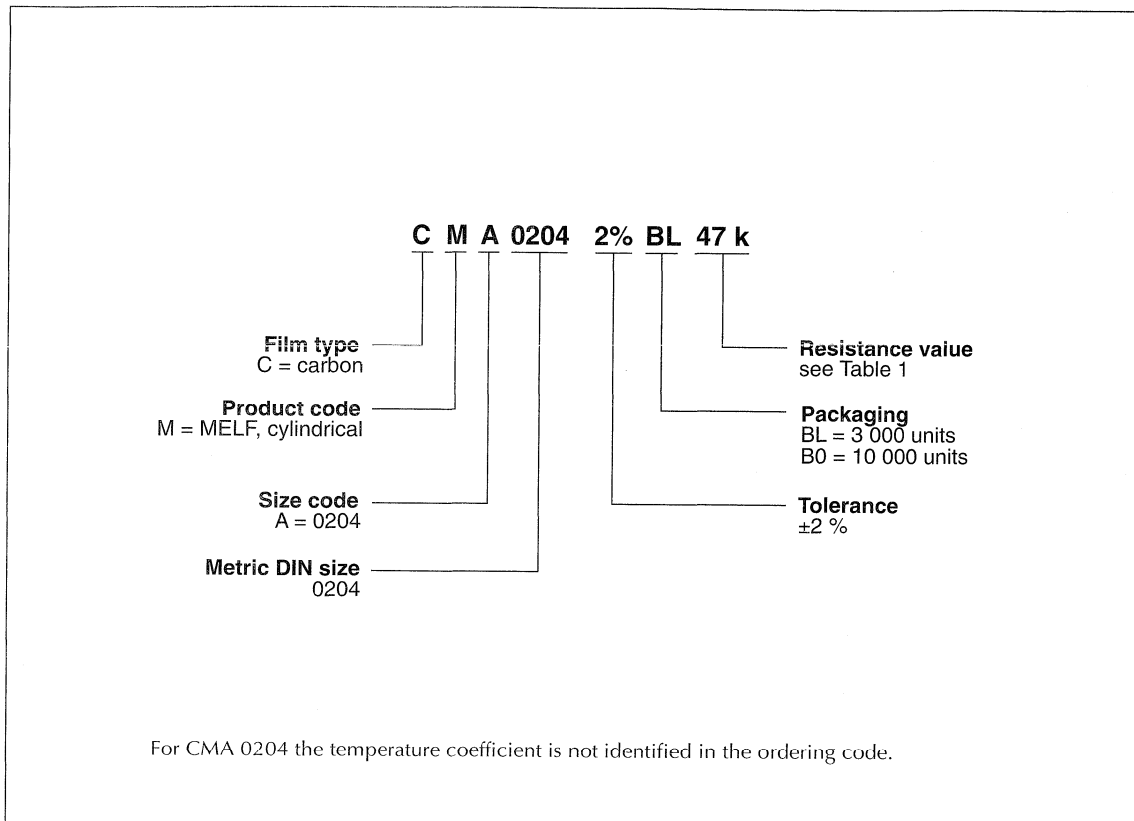 C M A 0204 2% BL 47 k
Film type
C = carbon
Product code
M = MELF, cylindrical
Size code
A = 0204
Metric DIN size
0204
Resistance value
see Table 1
Packaging
BL = 3 000 units
B0 = 10 000 units
Tolerance
±2 %
For CMA 0204 the temperature coefficient is not identified in the ordering code.